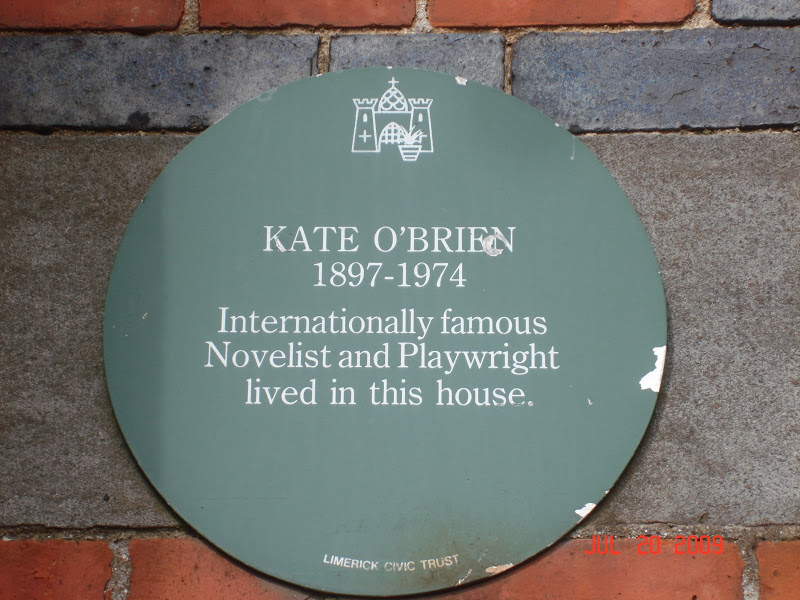 KATE O'BRIEN
1897-1974
Internationally famous
Novelist and Playwright
lived in this house.
LIMERICK CIVIC TRUST
JUL 20 2009